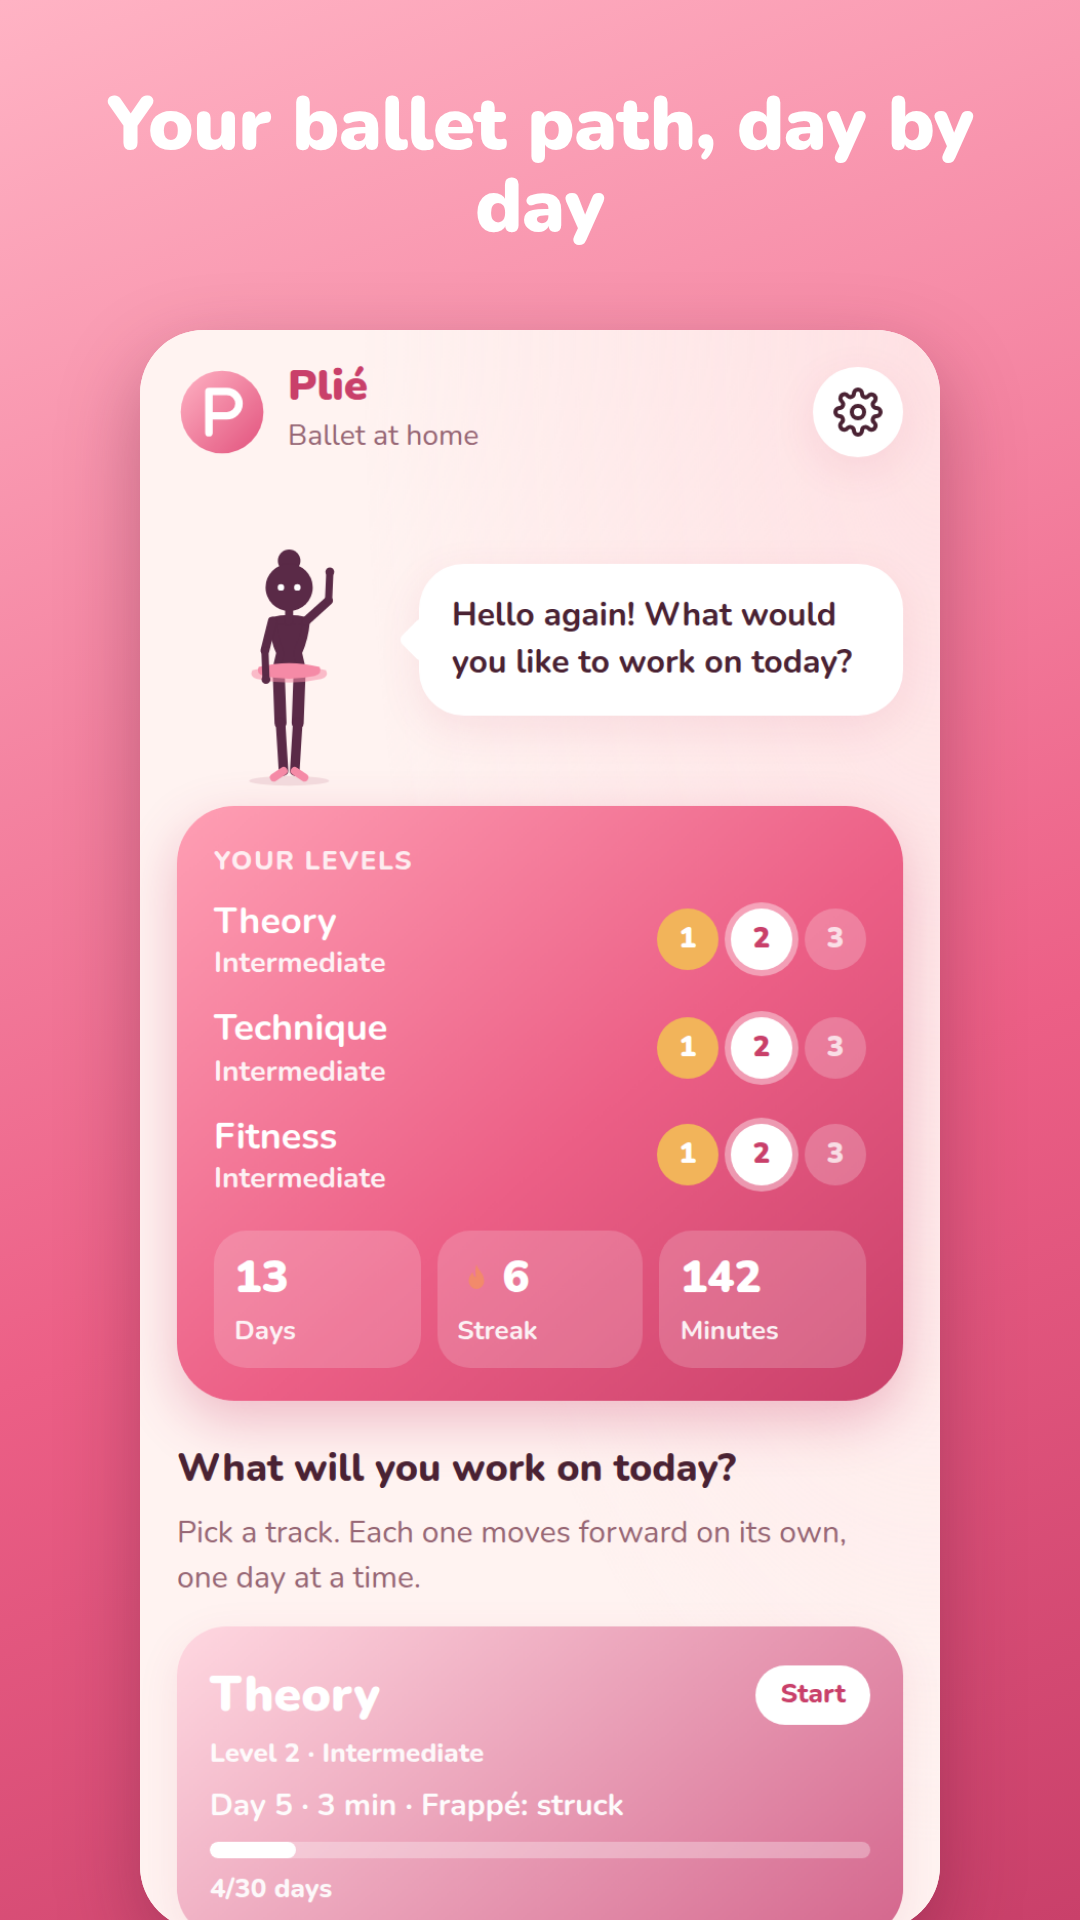 Your ballet path, day by
day
P
Plié
Ballet at home
Hello again! What would
you like to work on today?
YOUR LEVELS
Theory
Intermediate
1 2 3
Technique
Intermediate
1 2 3
Fitness
Intermediate
1 2 3
13
Days
6
Streak
142
Minutes
What will you work on today?
Pick a track. Each one moves forward on its own,
one day at a time.
Theory
Start
Level 2 · Intermediate
Day 5 · 3 min · Frappé: struck
4/30 days